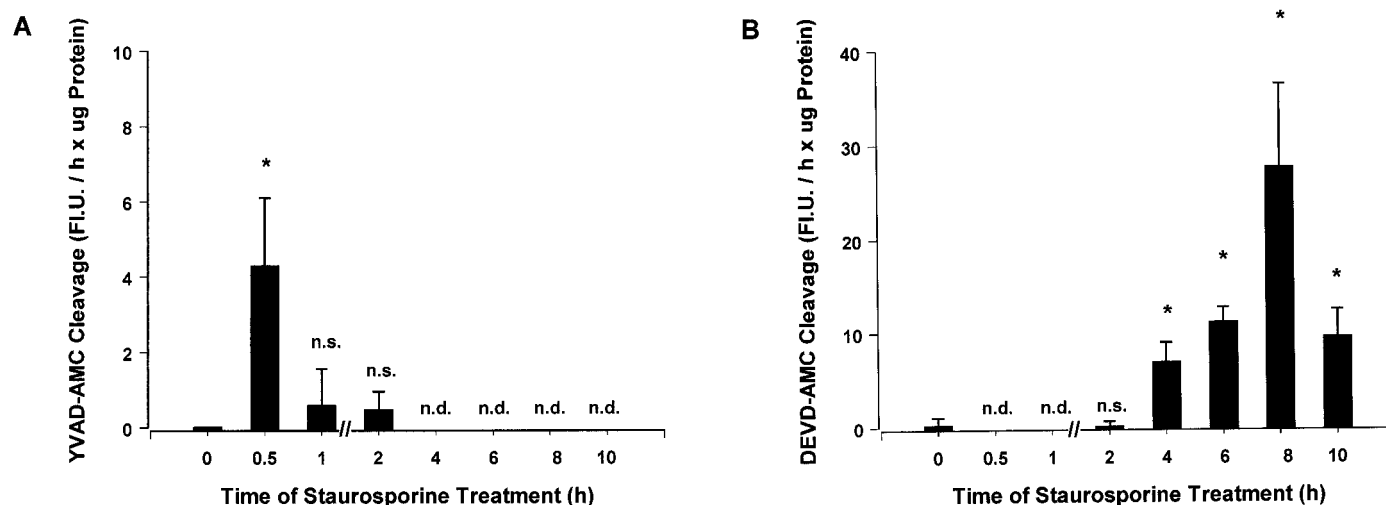 A
YVAD-AMC Cleavage (Fl.U. / h x ug Protein)
10
8
6
4
2
0
*
n.s.
n.s.
n.d.
n.d.
n.d.
n.d.
0 0.5 1 // 2 4 6 8 10
Time of Staurosporine Treatment (h)
B
DEVD-AMC Cleavage (Fl.U. / h x ug Protein)
40
30
20
10
0
n.d.
n.d.
n.s.
*
*
*
*
0 0.5 1 // 2 4 6 8 10
Time of Staurosporine Treatment (h)